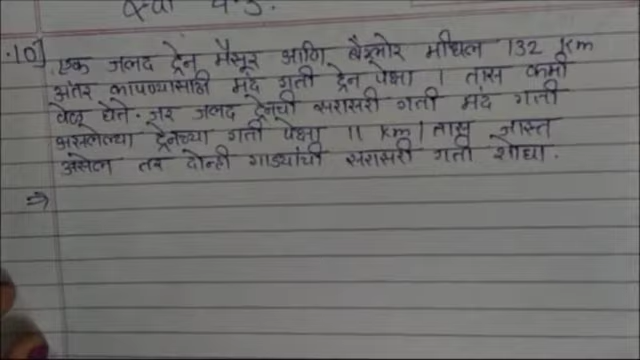 10] एक जलद ट्रेन मैसूर आणि बैंग्लोर मधिल 132 km
अंतर कापण्यासाठी मंद गती ट्रेन पेक्षा 1 तास कमी
वेळ घेते. जर जलद ट्रेनची सरासरी गती मंद गती
असलेल्या ट्रेनच्या गती पेक्षा 11 km/तास जास्त
असेल तर दोन्ही गाड्यांची सरासरी गती शोधा.
⇒